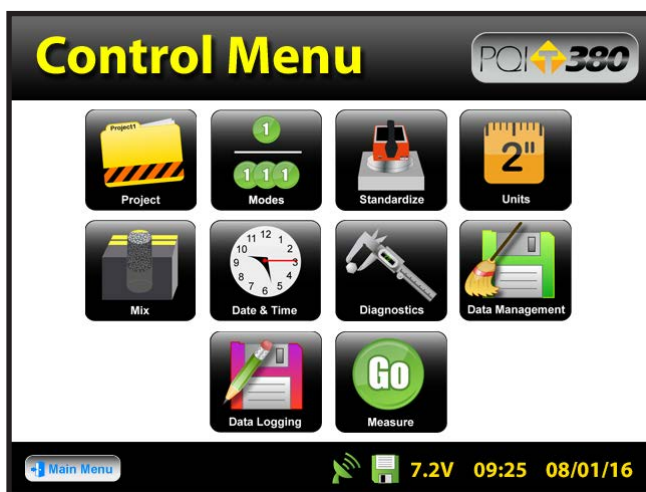 Control Menu
PQI T 380
Project1
1
1 1 1
2"
Project
Modes
Standardize
Units
12
11 1
10 2
9 3
8 4
7 5
6
Mix
Date & Time
Diagnostics
Data Management
Go
Data Logging
Measure
Main Menu
7.2V 09:25 08/01/16